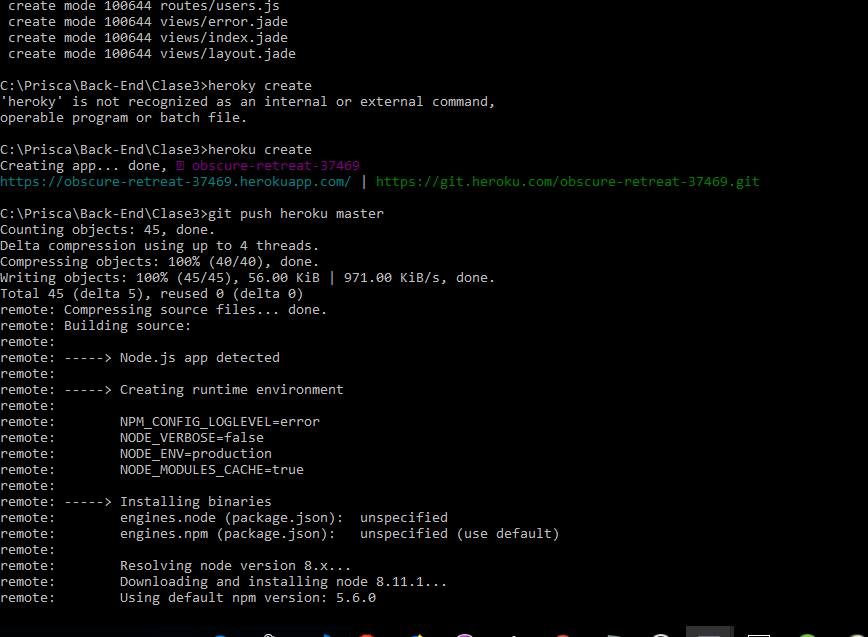 create mode 100644 routes/users.js
create mode 100644 views/error.jade
create mode 100644 views/index.jade
create mode 100644 views/layout.jade
C:\Prisca\Back-End\Clase3>heroky create
'heroky' is not recognized as an internal or external command,
operable program or batch file.
C:\Prisca\Back-End\Clase3>heroku create
Creating app... done, obscure-retreat-37469
https://obscure-retreat-37469.herokuapp.com/ | https://git.heroku.com/obscure-retreat-37469.git
C:\Prisca\Back-End\Clase3>git push heroku master
Counting objects: 45, done.
Delta compression using up to 4 threads.
Compressing objects: 100% (40/40), done.
Writing objects: 100% (45/45), 56.00 KiB | 971.00 KiB/s, done.
Total 45 (delta 5), reused 0 (delta 0)
remote: Compressing source files... done.
remote: Building source:
remote:
remote: -----> Node.js app detected
remote:
remote: -----> Creating runtime environment
remote:
remote:        NPM_CONFIG_LOGLEVEL=error
remote:        NODE_VERBOSE=false
remote:        NODE_ENV=production
remote:        NODE_MODULES_CACHE=true
remote:
remote: -----> Installing binaries
remote:        engines.node (package.json):  unspecified
remote:        engines.npm (package.json):   unspecified (use default)
remote:
remote:        Resolving node version 8.x...
remote:        Downloading and installing node 8.11.1...
remote:        Using default npm version: 5.6.0